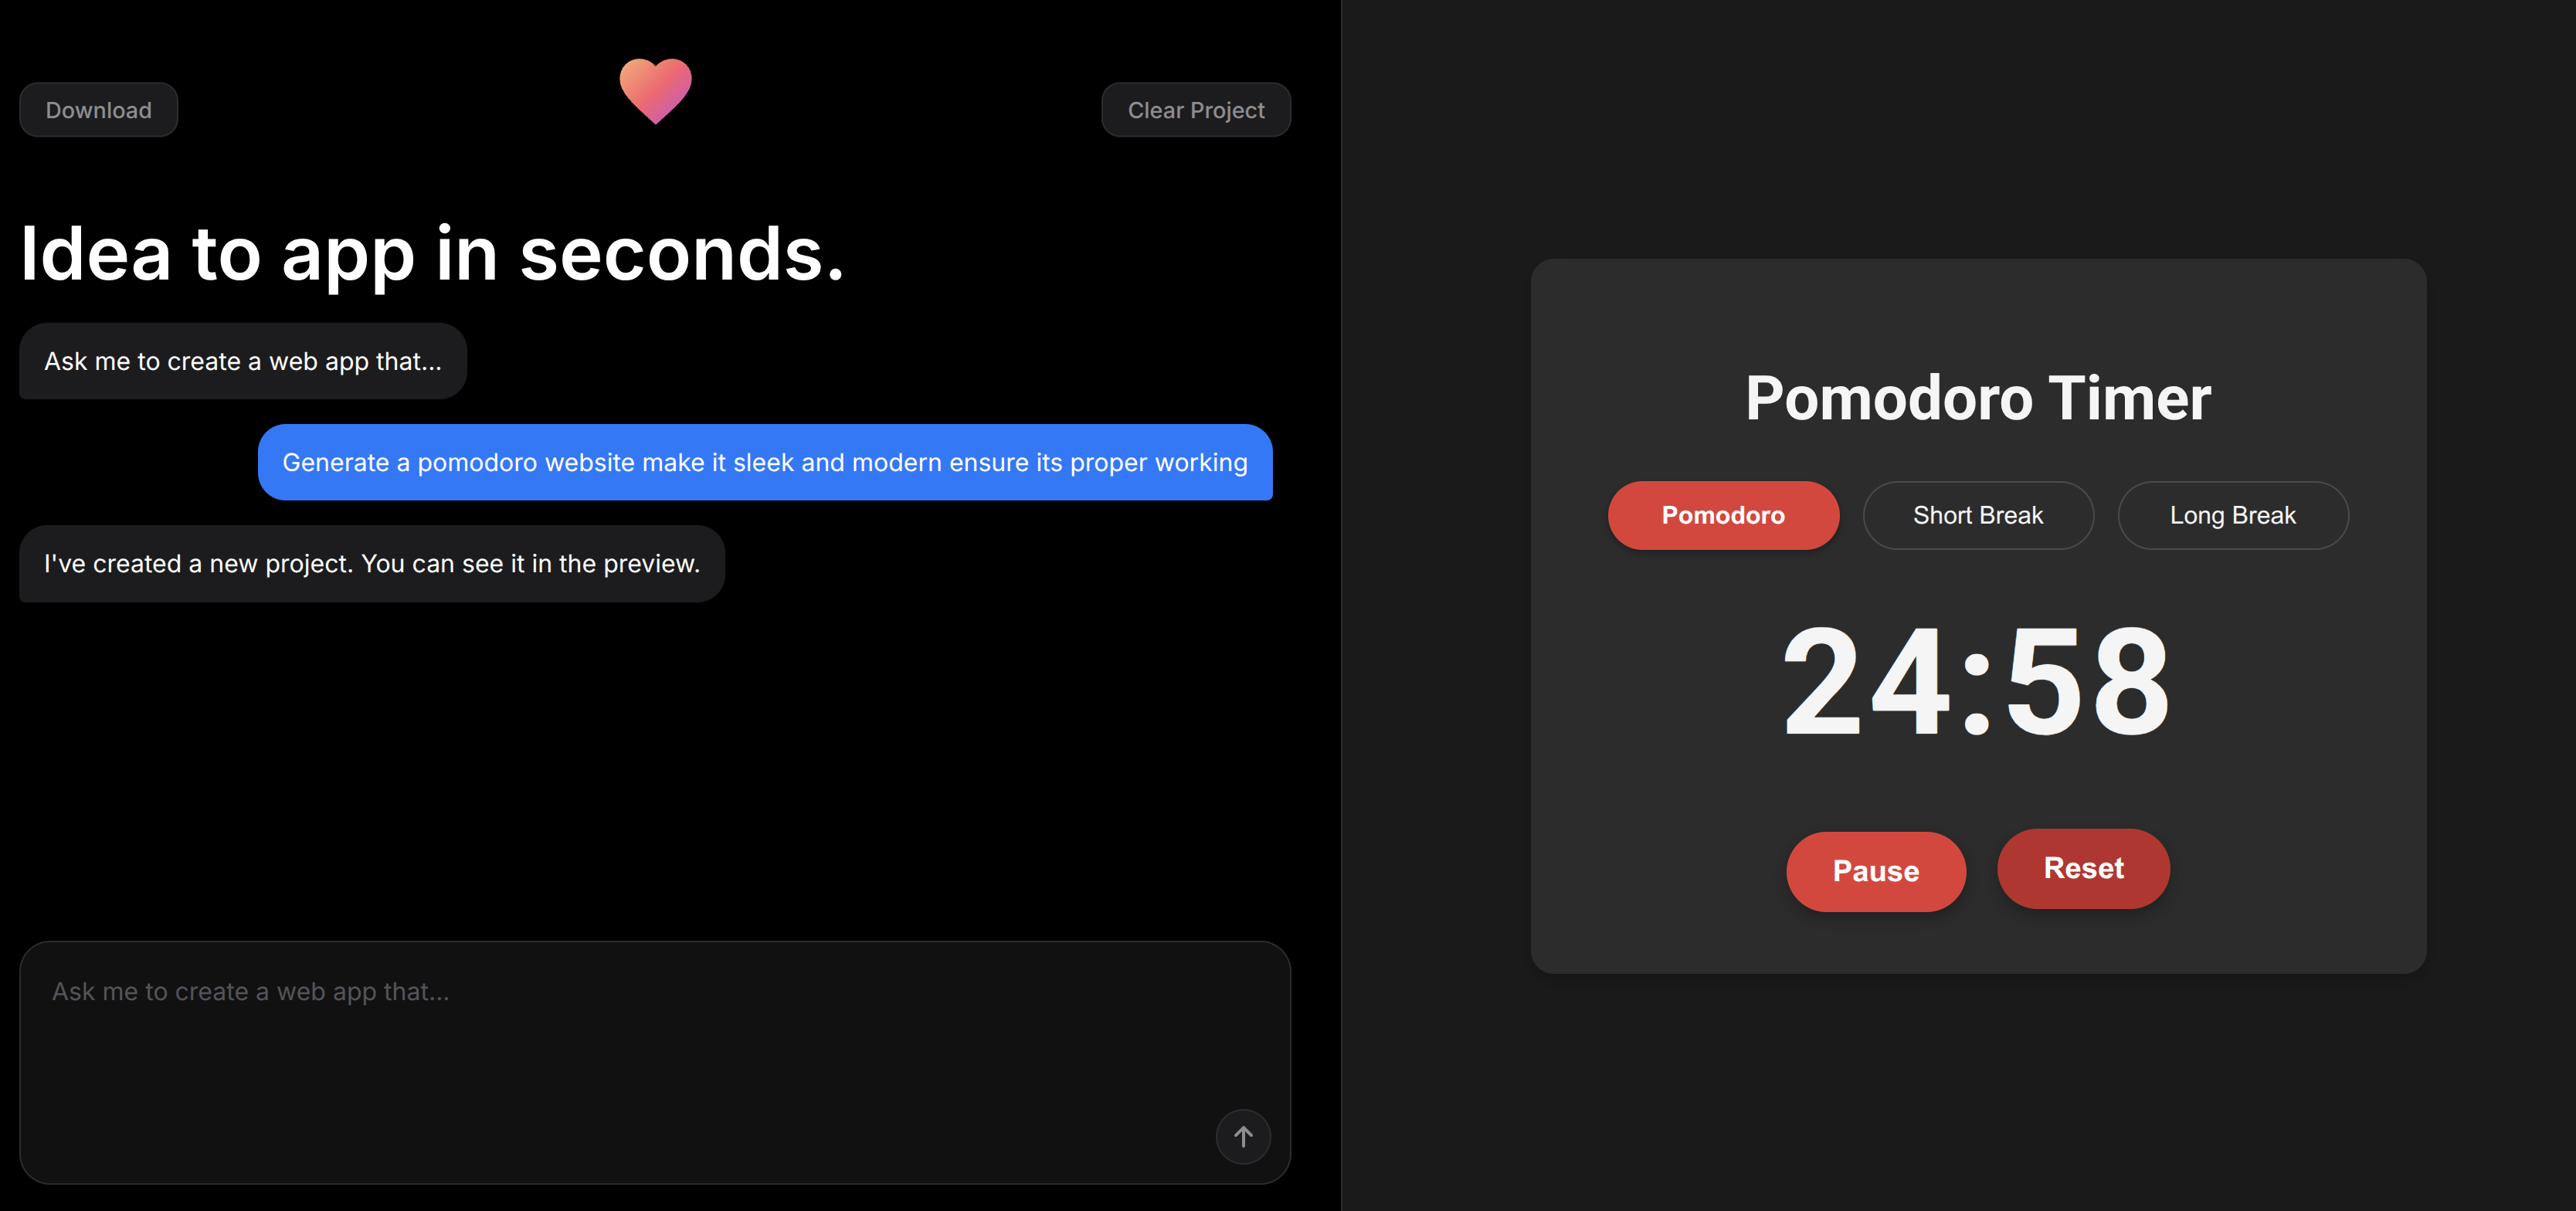 Download
Clear Project
Idea to app in seconds.
Ask me to create a web app that...
Generate a pomodoro website make it sleek and modern ensure its proper working
I've created a new project. You can see it in the preview.
Ask me to create a web app that...
Pomodoro Timer
Pomodoro
Short Break
Long Break
24:58
Pause
Reset